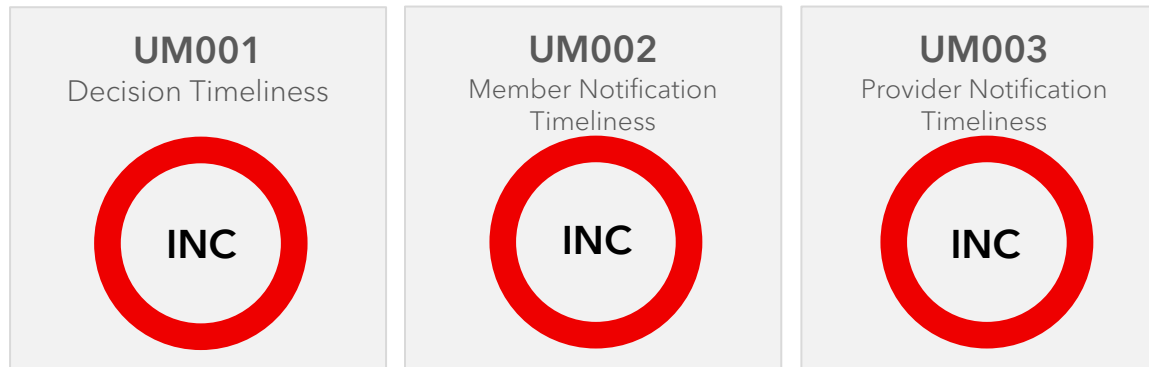 UM001
Decision Timeliness
INC
UM002
Member Notification
Timeliness
INC
UM003
Provider Notification
Timeliness
INC